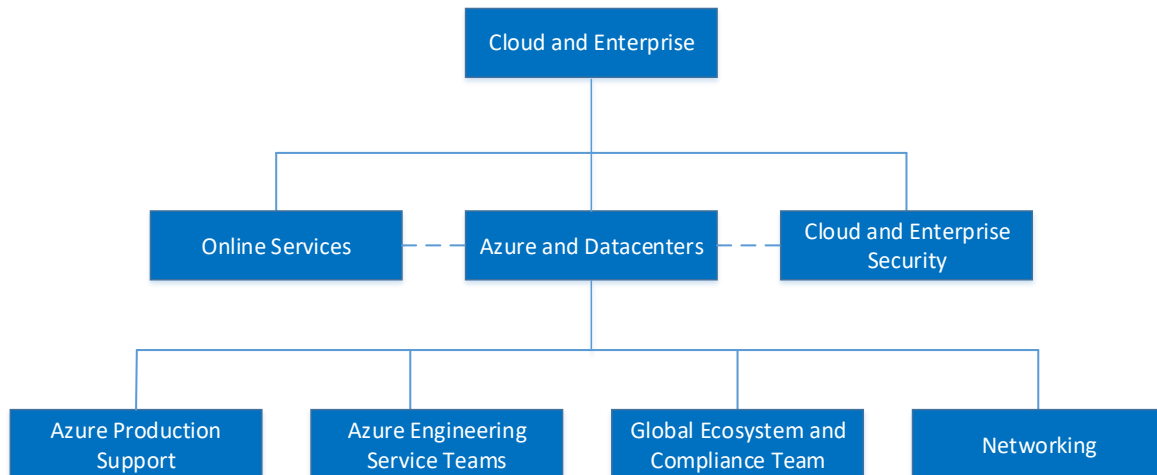 Cloud and Enterprise
Online Services
Azure and Datacenters
Cloud and Enterprise
Security
Azure Production
Support
Azure Engineering
Service Teams
Global Ecosystem and
Compliance Team
Networking